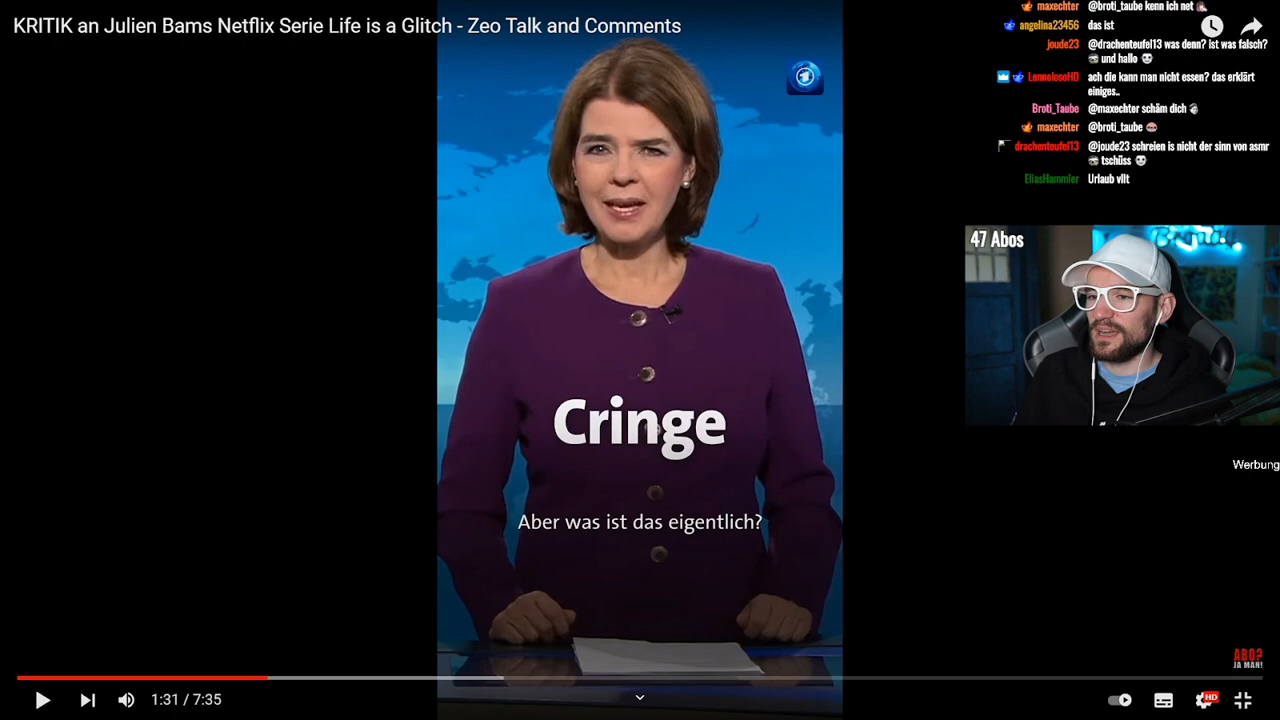 KRITIK an Julien Bams Netflix Serie Life is a Glitch - Zeo Talk and Comments
maxechter @broti_taube kenn ich net
angelina23456 das ist
joude23 @drachenteufel13 was denn? ist was falsch?
und hallo
LennelosoHD ach die kann man nicht essen? das erklärt
einiges..
Broti_Taube @maxechter schäm dich
maxechter @broti_taube
drachenteufel13 @joude23 schreien is nicht der sinn von asmr
tschüss
EliasHammler Urlaub vllt
47 Abos
Cringe
Aber was ist das eigentlich?
Werbung
ABO?
JA MAN!
1:31 / 7:35
HD